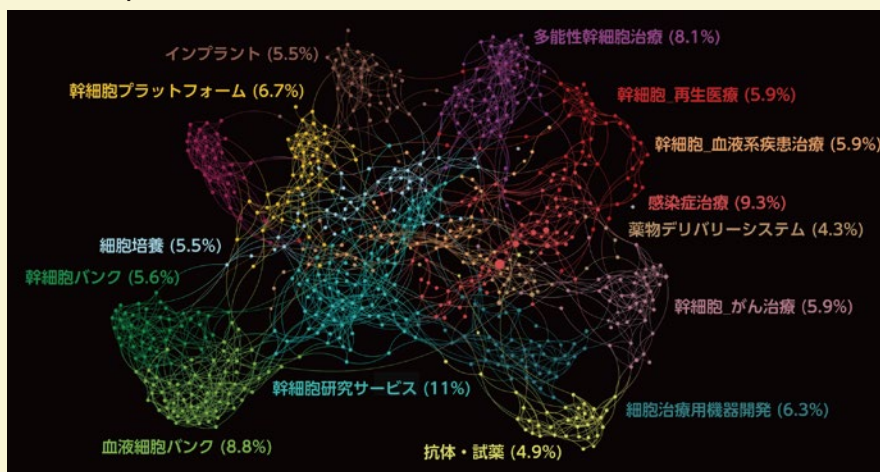 多能性幹細胞治療 (8.1%)
インプラント (5.5%)
幹細胞プラットフォーム (6.7%)
幹細胞_再生医療 (5.9%)
幹細胞_血液系疾患治療 (5.9%)
感染症治療 (9.3%)
薬物デリバリーシステム (4.3%)
細胞培養 (5.5%)
幹細胞バンク (5.6%)
幹細胞_がん治療 (5.9%)
幹細胞研究サービス (11%)
細胞治療用機器開発 (6.3%)
血液細胞バンク (8.8%)
抗体・試薬 (4.9%)